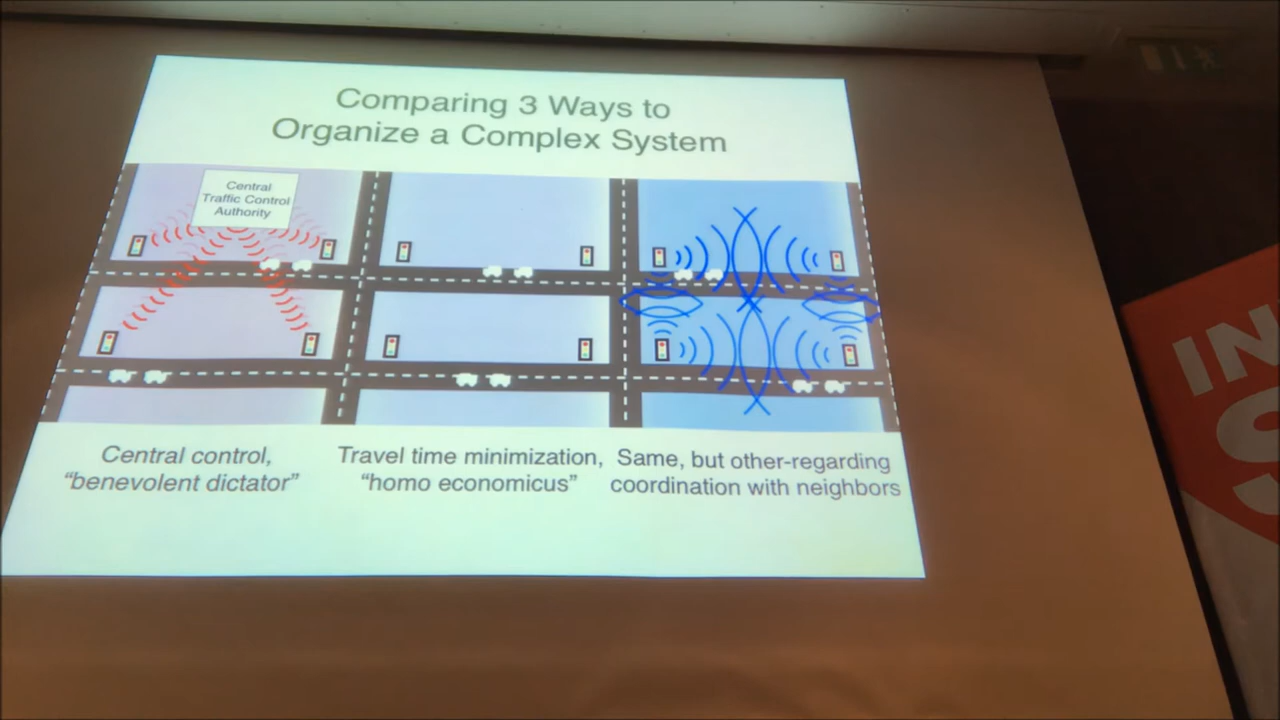 Comparing 3 Ways to
Organize a Complex System
Central
Traffic Control
Authority
Central control,
“benevolent dictator”
Travel time minimization,
“homo economicus”
Same, but other-regarding
coordination with neighbors
IN
S